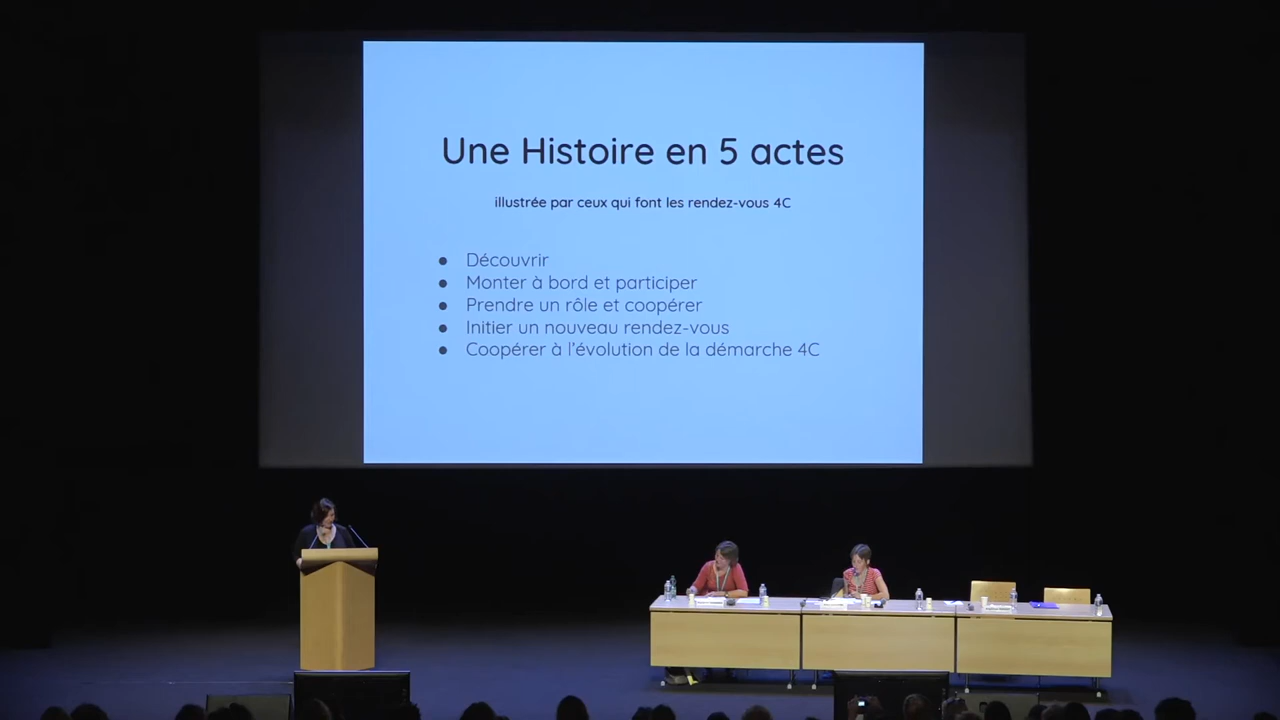 Une Histoire en 5 actes
illustrée par ceux qui font les rendez-vous 4C
● Découvrir
● Monter à bord et participer
● Prendre un rôle et coopérer
● Initier un nouveau rendez-vous
● Coopérer à l'évolution de la démarche 4C